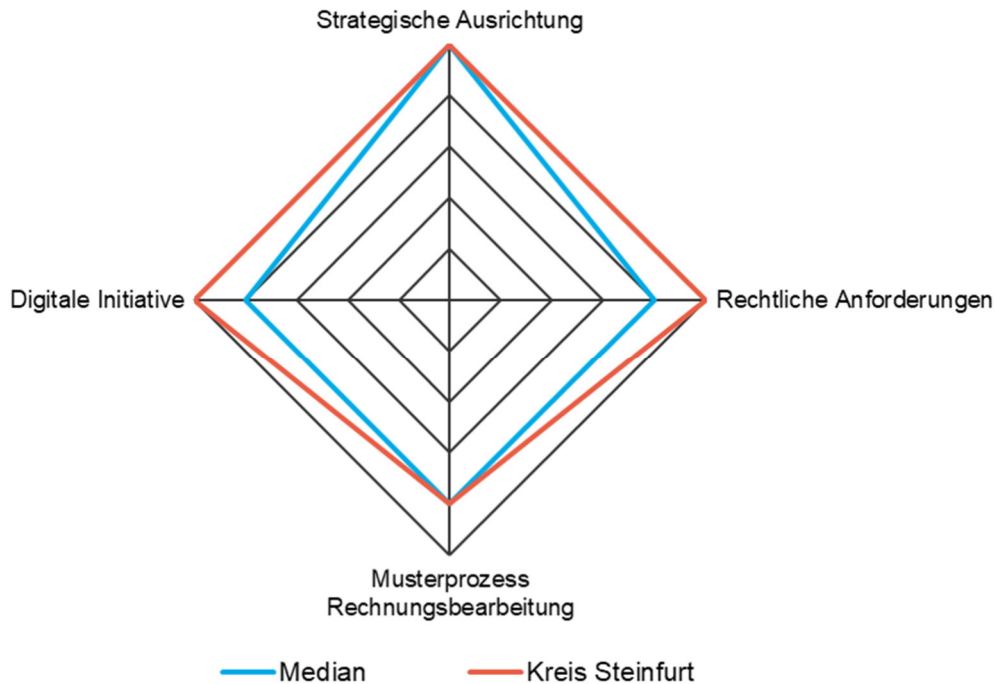 Strategische Ausrichtung
Digitale Initiative
Rechtliche Anforderungen
Musterprozess
Rechnungsbearbeitung
Median
Kreis Steinfurt